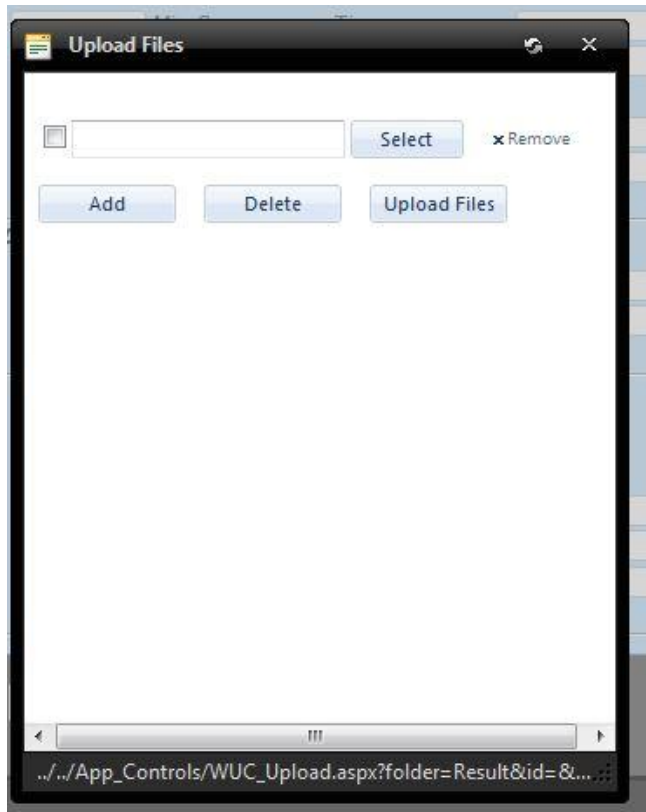 Upload Files
Select
Remove
Add
Delete
Upload Files
../../App_Controls/WUC_Upload.aspx?folder=Result&id=&...